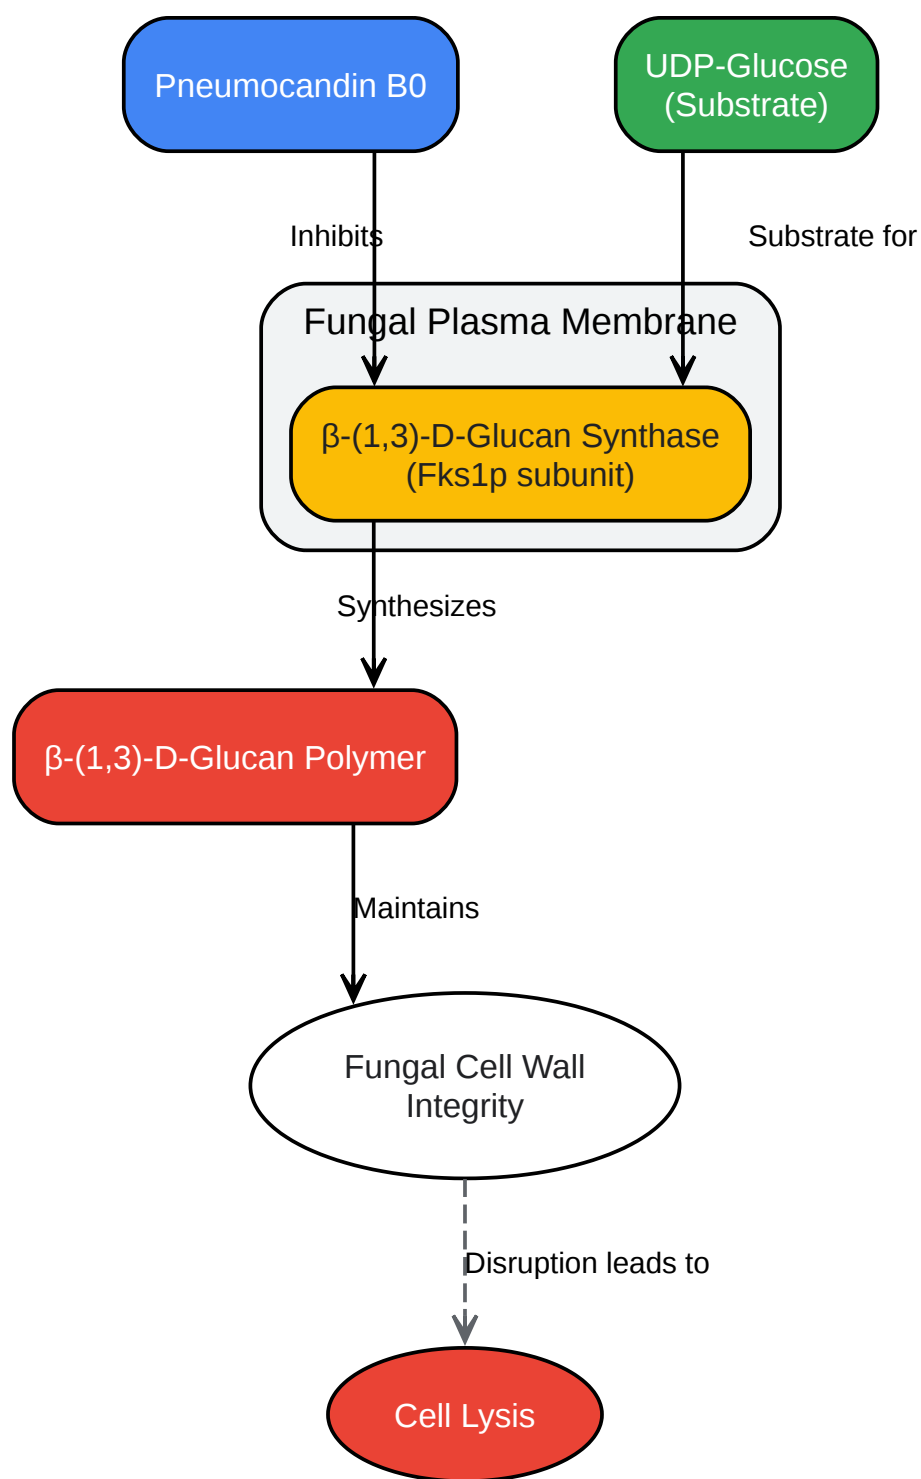 Pneumocandin B0
UDP-Glucose
(Substrate)
Inhibits
Substrate for
Fungal Plasma Membrane
β-(1,3)-D-Glucan Synthase
(Fks1p subunit)
Synthesizes
β-(1,3)-D-Glucan Polymer
Maintains
Fungal Cell Wall
Integrity
Disruption leads to
Cell Lysis